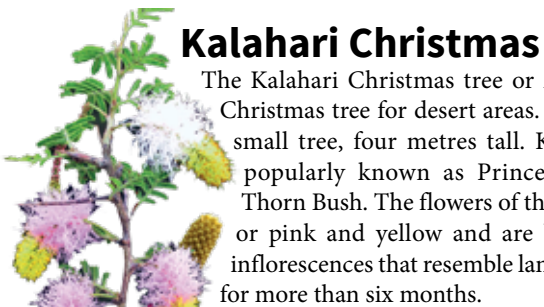 Kalahari Christmas
The Kalahari Christmas tree or
Christmas tree for desert areas.
small tree, four metres tall.
popularly known as Prince
Thorn Bush. The flowers of th
or pink and yellow and are
inflorescences that resemble lan
for more than six months.